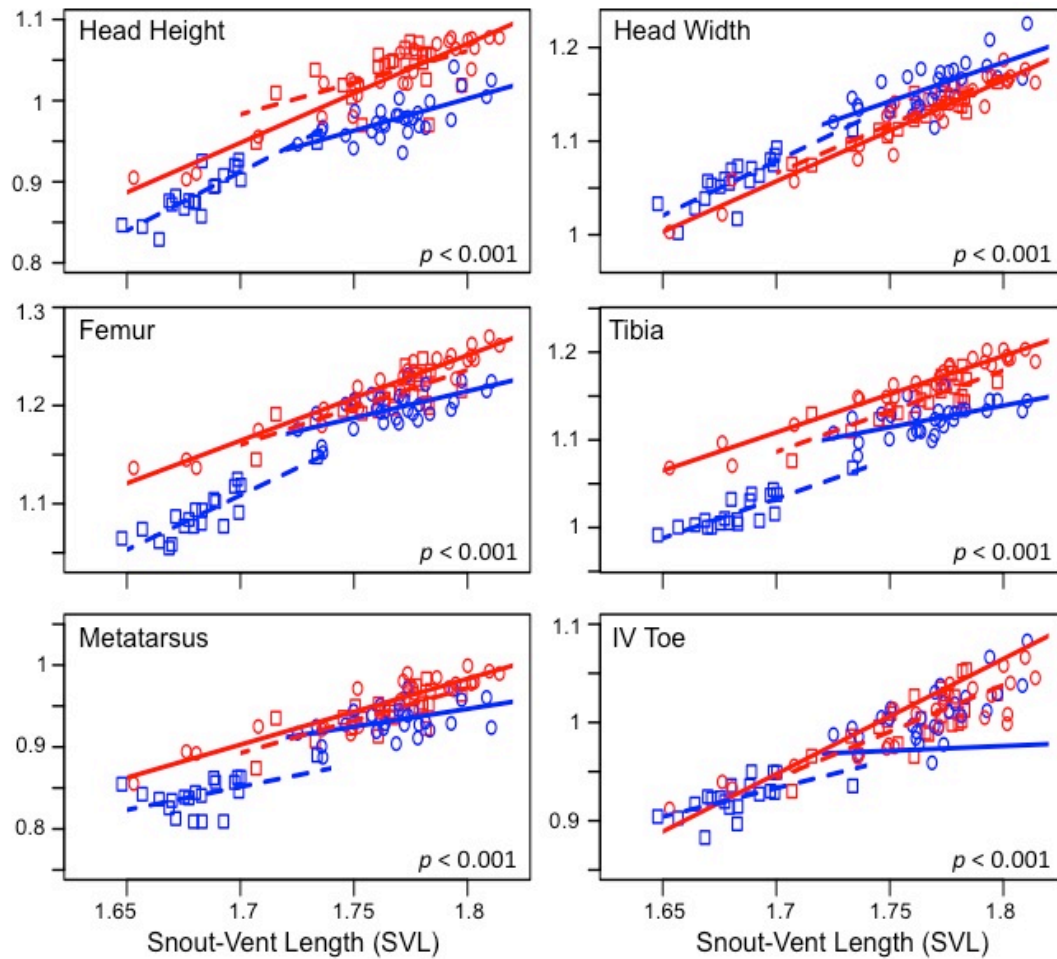 Head Height
1.1
1
0.9
0.8
p < 0.001
Head Width
1.2
1.1
1
p < 0.001
Femur
1.3
1.2
1.1
p < 0.001
Tibia
1.2
1.1
1
p < 0.001
Metatarsus
1
0.9
0.8
p < 0.001
1.65 1.7 1.75 1.8
Snout-Vent Length (SVL)
IV Toe
1.1
1
0.9
p < 0.001
1.65 1.7 1.75 1.8
Snout-Vent Length (SVL)